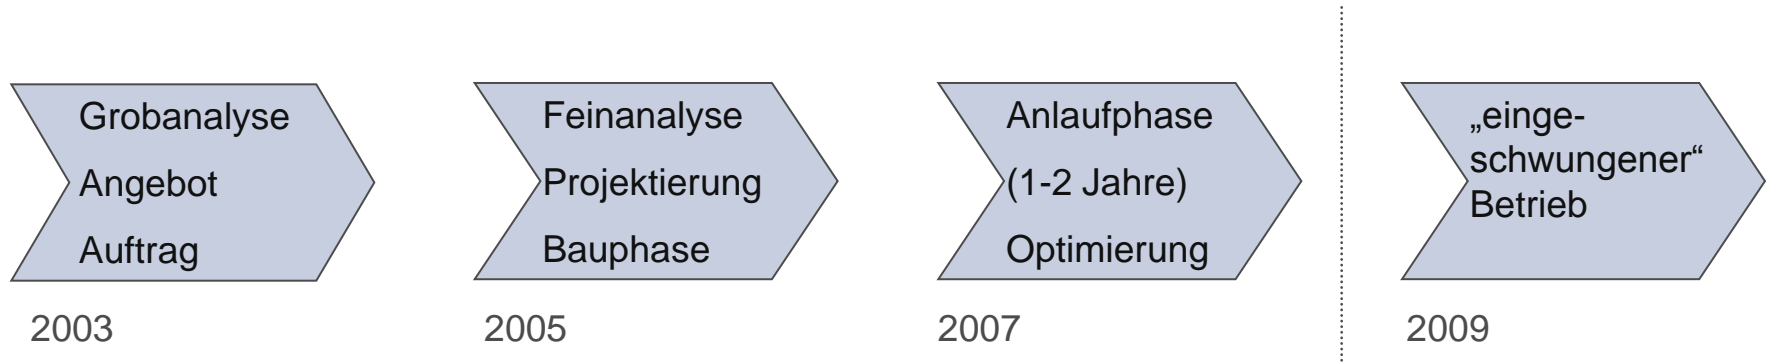 Grobanalyse
Angebot
Auftrag
2003
Feinanalyse
Projektierung
Bauphase
2005
Anlaufphase
(1-2 Jahre)
Optimierung
2007
„einge-
schwungener“
Betrieb
2009